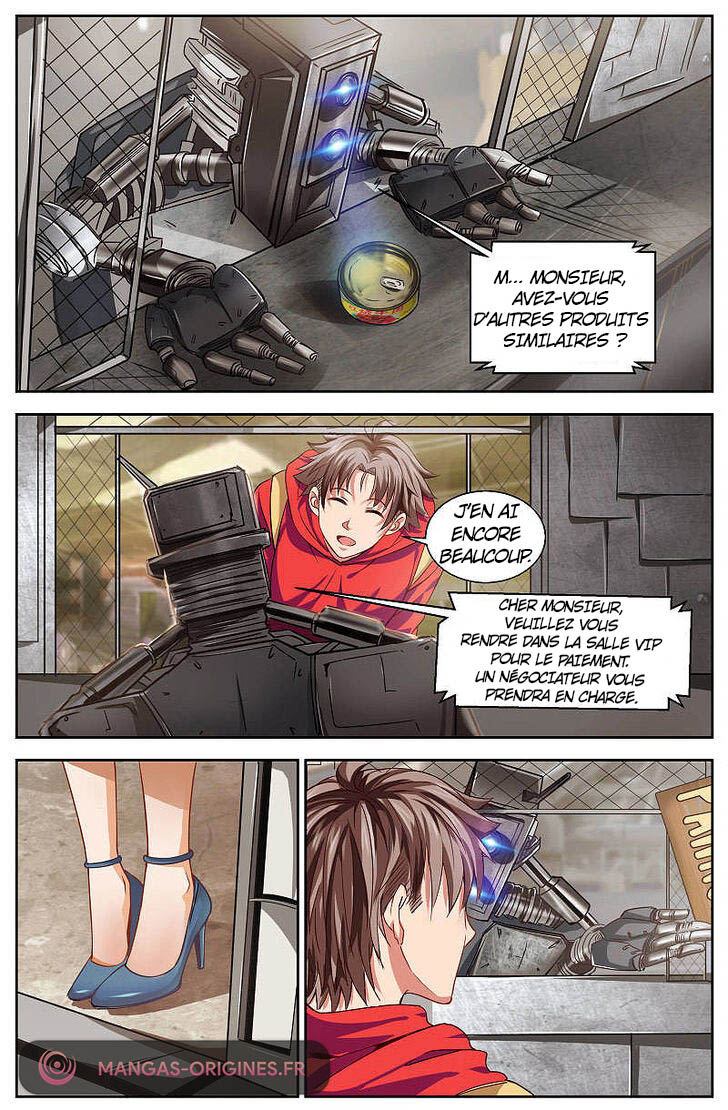 M... MONSIEUR,
AVEZ-VOUS
D'AUTRES PRODUITS
SIMILAIRES ?
J'EN AI
ENCORE
BEAUCOUP.
CHER MONSIEUR,
VEUILLEZ VOUS
RENDRE DANS LA SALLE VIP
POUR LE PAIEMENT.
UN NÉGOCIATEUR VOUS
PRENDRA EN CHARGE.
MANGAS-ORIGINES.FR